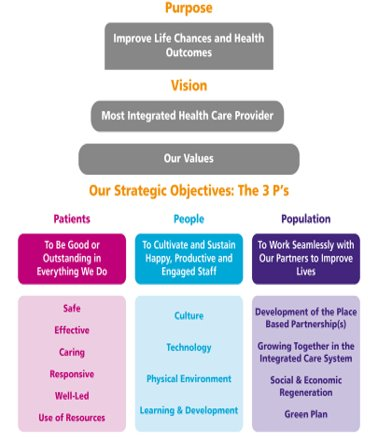 Purpose
Improve Life Chances and Health
Outcomes
Vision
Most Integrated Health Care Provider
Our Values
Our Strategic Objectives: The 3 P's
Patients
To Be Good or
Outstanding in
Everything We Do
Safe
Effective
Caring
Responsive
Well-Led
Use of Resources
People
To Cultivate and Sustain
Happy, Productive and
Engaged Staff
Culture
Technology
Physical Environment
Learning & Development
Population
To Work Seamlessly with
Our Partners to Improve
Lives
Development of the Place
Based Partnership(s)
Growing Together in the
Integrated Care System
Social & Economic
Regeneration
Green Plan